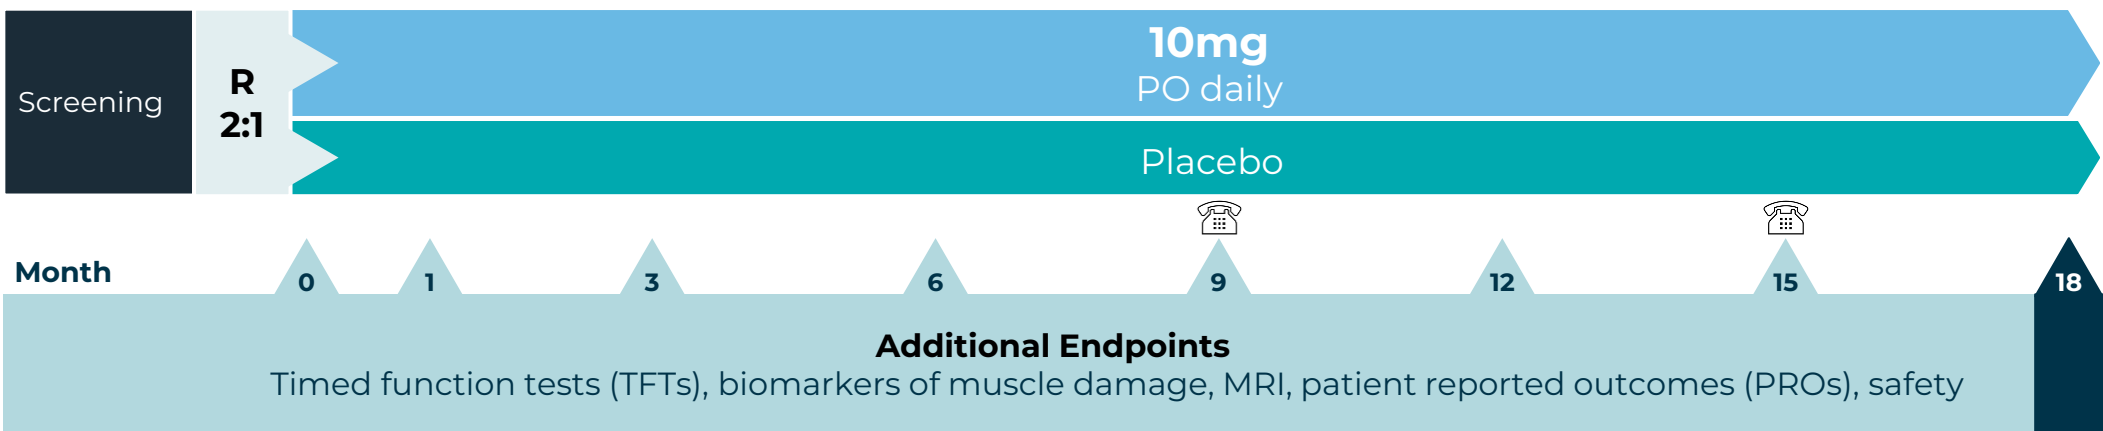 Screening
R
2:1
10mg
PO daily
Placebo
Month
0 1 3 6 9 12 15 18
Additional Endpoints
Timed function tests (TFTs), biomarkers of muscle damage, MRI, patient reported outcomes (PROs), safety